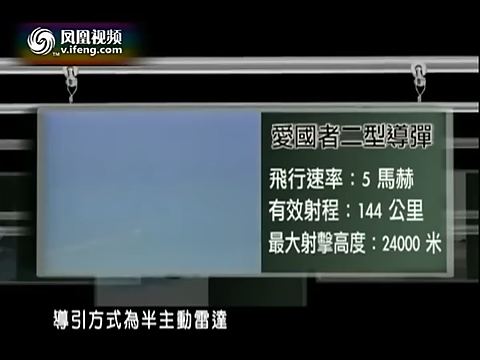 凤凰视频
v.ifeng.com
愛國者二型導彈
飛行速率：5 馬赫
有效射程：144 公里
最大射擊高度：24000 米
導引方式為半主動雷達